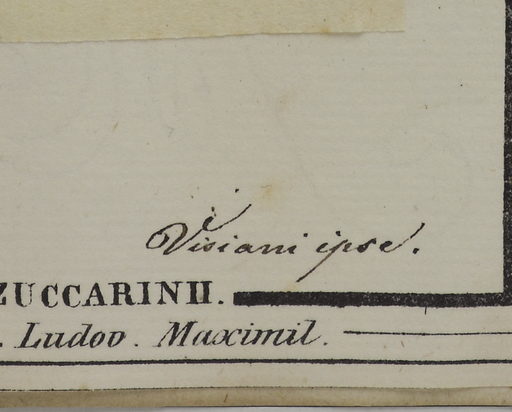 Visiani ipse.
ZUCCARINII.
. Ludov. Maximil.